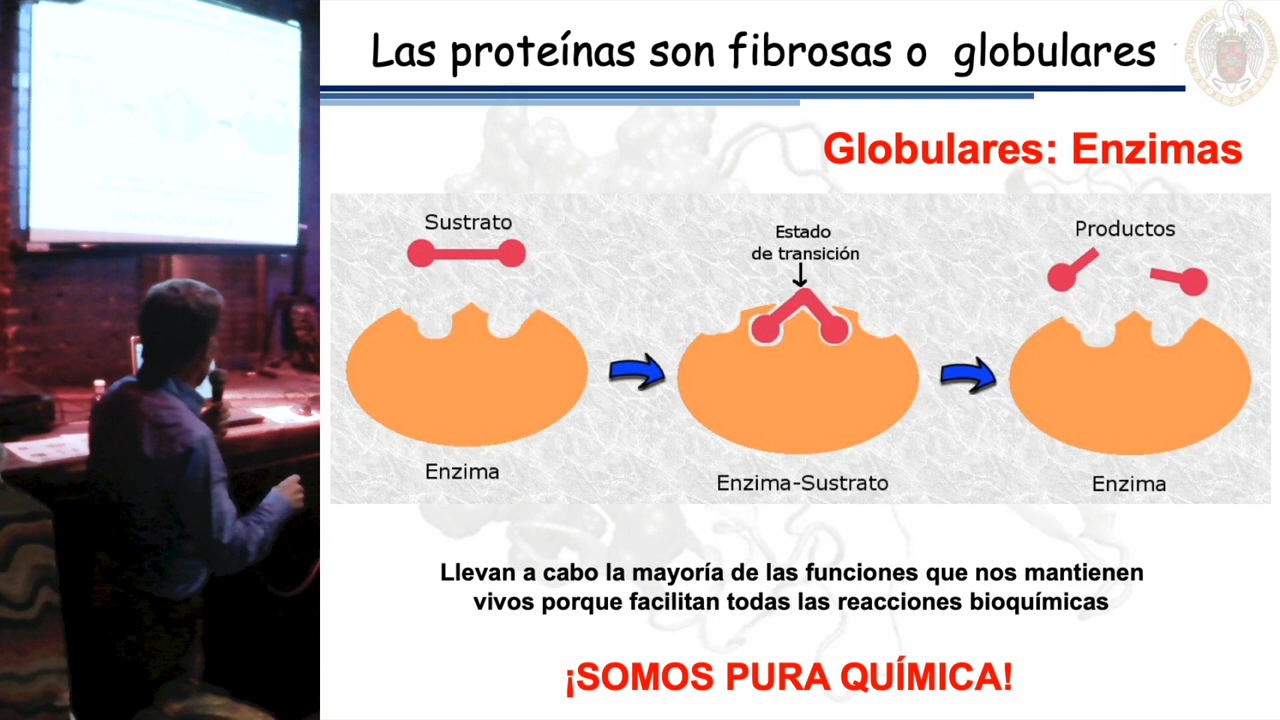 Las proteínas son fibrosas o globulares
Globulares: Enzimas
Sustrato
Estado
de transición
Productos
Enzima
Enzima-Sustrato
Enzima
Llevan a cabo la mayoría de las funciones que nos mantienen
vivos porque facilitan todas las reacciones bioquímicas
¡SOMOS PURA QUÍMICA!